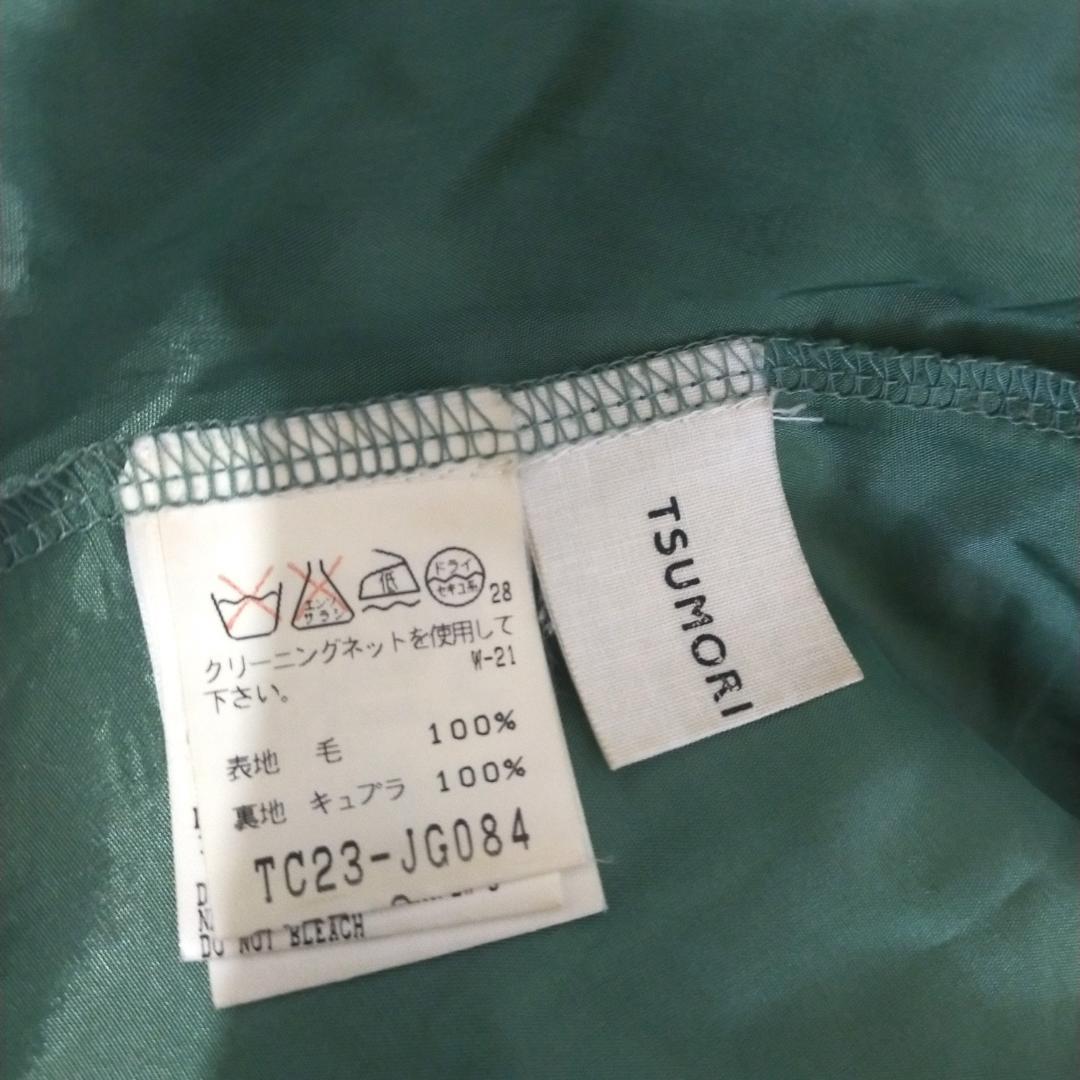 エンソ
サラシ
低
ドライ
セキユ系
28
クリーニングネットを使用して
下さい。
W-21
表地 毛 100%
裏地 キュプラ 100%
TC23-JG084
DO NOT BLEACH
TSUMORI